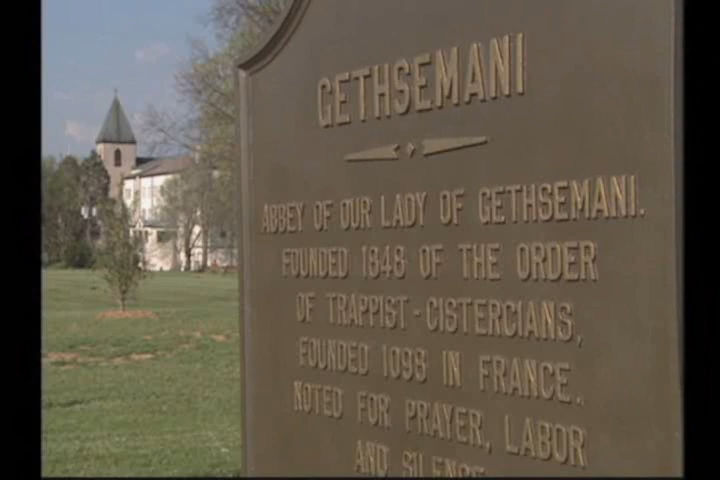 GETHSEMANI
ABBEY OF OUR LADY OF GETHSEMANI.
FOUNDED 1848 OF THE ORDER
OF TRAPPIST-CISTERCIANS,
FOUNDED 1098 IN FRANCE.
NOTED FOR PRAYER, LABOR
AND SILENCE